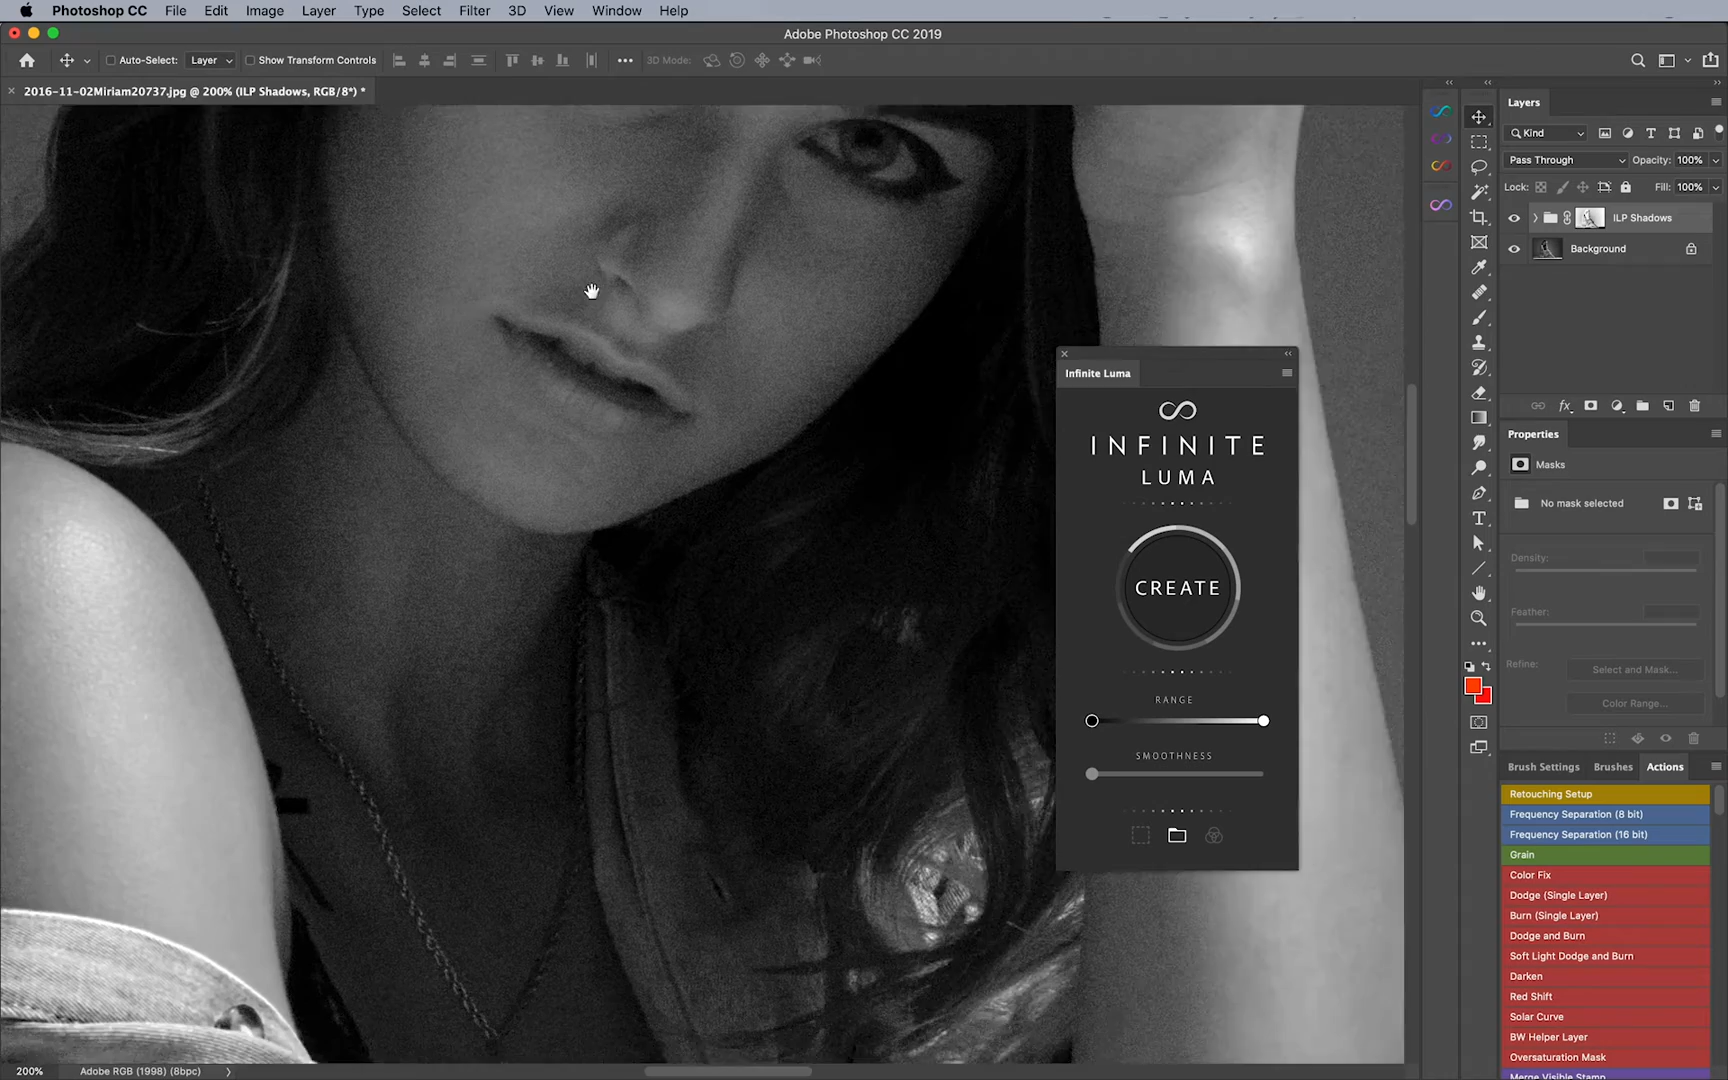 Photoshop CC File Edit Image Layer Type Select Filter 3D View Window Help
Adobe Photoshop CC 2019
Auto-Select: Layer Show Transform Controls 3D Mode:
2016-11-02Miriam20737.jpg @ 200% (ILP Shadows, RGB/8*) *
Layers
Kind
Pass Through Opacity: 100%
Lock: Fill: 100%
ILP Shadows
Background
Infinite Luma
INFINITE
LUMA
CREATE
RANGE
SMOOTHNESS
Properties
Masks
No mask selected
Density:
Feather:
Refine: Select and Mask...
Color Range...
Brush Settings Brushes Actions
Retouching Setup
Frequency Separation (8 bit)
Frequency Separation (16 bit)
Grain
Color Fix
Dodge (Single Layer)
Burn (Single Layer)
Dodge and Burn
Soft Light Dodge and Burn
Darken
Red Shift
Solar Curve
BW Helper Layer
Oversaturation Mask
Merge Visible Stamp
200% Adobe RGB (1998) (8bpc)